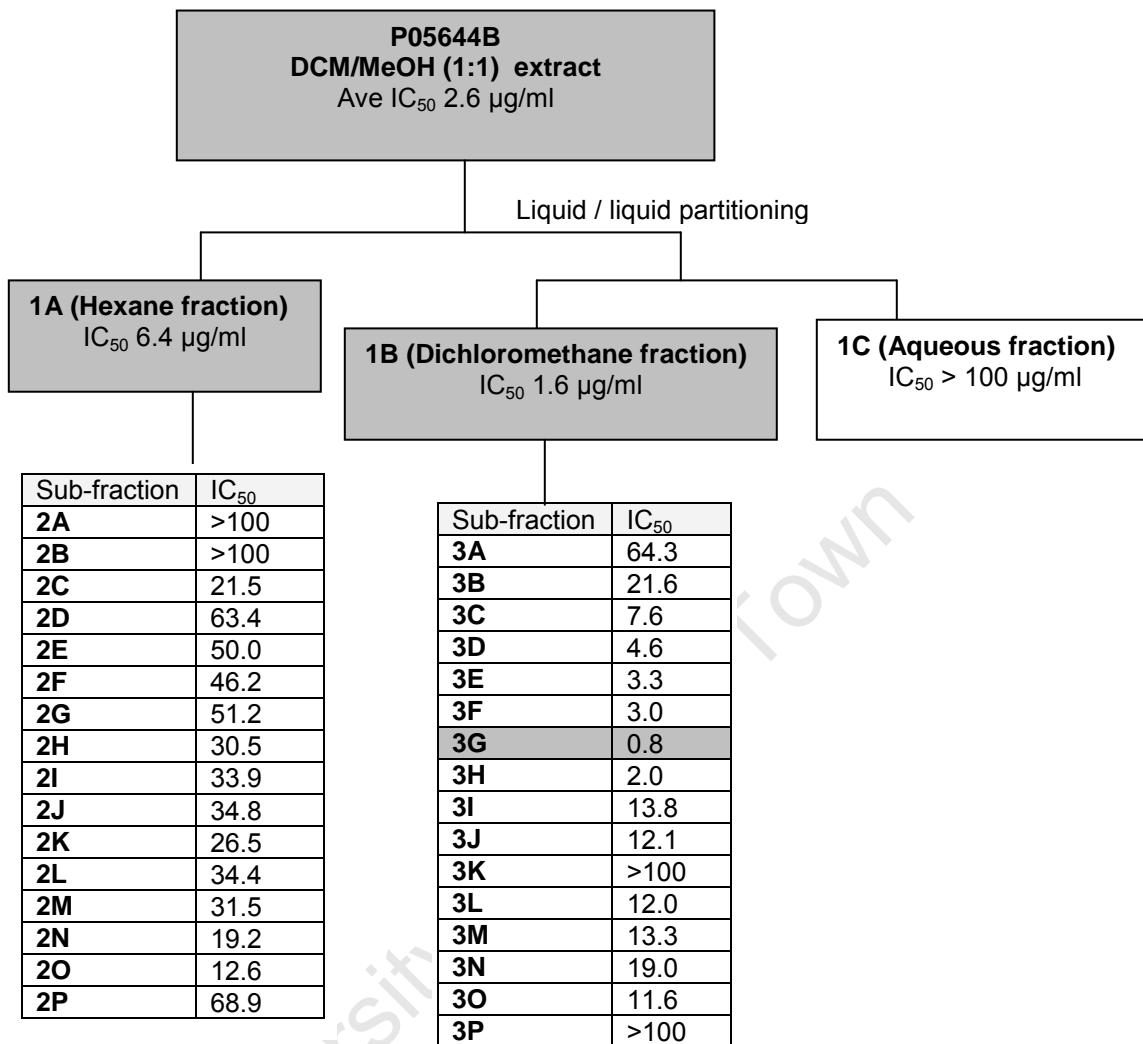 P05644B
DCM/MeOH (1:1) extract
Ave IC₅₀ 2.6 µg/ml
Liquid / liquid partitioning
1A (Hexane fraction)
IC₅₀ 6.4 µg/ml
1B (Dichloromethane fraction)
IC₅₀ 1.6 µg/ml
1C (Aqueous fraction)
IC₅₀ > 100 µg/ml
Sub-fraction IC₅₀
2A >100
2B >100
2C 21.5
2D 63.4
2E 50.0
2F 46.2
2G 51.2
2H 30.5
2I 33.9
2J 34.8
2K 26.5
2L 34.4
2M 31.5
2N 19.2
2O 12.6
2P 68.9
Sub-fraction IC₅₀
3A 64.3
3B 21.6
3C 7.6
3D 4.6
3E 3.3
3F 3.0
3G 0.8
3H 2.0
3I 13.8
3J 12.1
3K >100
3L 12.0
3M 13.3
3N 19.0
3O 11.6
3P >100
Town